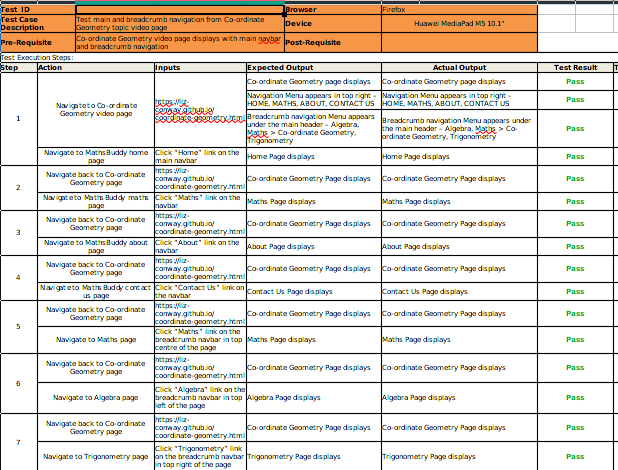 Test ID Browser Firefox
Test Case Description Test main and breadcrumb navigation from Co-ordinate Geometry topic video page Device Huawei MediaPad M5 10.1"
Pre-Requisite Co-ordinate Geometry video page displays with main navbar and breadcrumb navigation Post-Requisite
Test Execution Steps:
Step Action Inputs Expected Output Actual Output Test Result
1 Navigate to Co-ordinate Geometry video page https://liz-conway.github.io/coordinate-geometry.html Co-ordinate Geometry page displays Co-ordinate Geometry page displays Pass
Navigation Menu appears in top right – HOME, MATHS, ABOUT, CONTACT US Navigation Menu appears in top right – HOME, MATHS, ABOUT, CONTACT US Pass
Breadcrumb navigation Menu appears under the main header – Algebra, Maths > Co-ordinate Geometry, Trigonometry Breadcrumb navigation Menu appears under the main header – Algebra, Maths > Co-ordinate Geometry, Trigonometry Pass
Navigate to MathsBuddy home page Click "Home" link on the main navbar Home Page displays Home Page displays Pass
2 Navigate back to Co-ordinate Geometry page https://liz-conway.github.io/coordinate-geometry.html Co-ordinate Geometry Page displays Co-ordinate Geometry Page displays Pass
Navigate to Maths Buddy maths page Click "Maths" link on the navbar Maths Page displays Maths Page displays Pass
3 Navigate back to Co-ordinate Geometry page https://liz-conway.github.io/coordinate-geometry.html Co-ordinate Geometry Page displays Co-ordinate Geometry Page displays Pass
Navigate to MathsBuddy about page Click "About" link on the navbar About Page displays About Page displays Pass
4 Navigate back to Co-ordinate Geometry page https://liz-conway.github.io/coordinate-geometry.html Co-ordinate Geometry Page displays Co-ordinate Geometry Page displays Pass
Navigate to Maths Buddy contact us page Click "Contact Us" link on the navbar Contact Us Page displays Contact Us Page displays Pass
5 Navigate back to Co-ordinate Geometry page https://liz-conway.github.io/coordinate-geometry.html Co-ordinate Geometry Page displays Co-ordinate Geometry Page displays Pass
Navigate to Maths page Click "Maths" link on the breadcrumb navbar in top centre of the page Maths Page displays Maths Page displays Pass
6 Navigate back to Co-ordinate Geometry page https://liz-conway.github.io/coordinate-geometry.html Co-ordinate Geometry Page displays Co-ordinate Geometry Page displays Pass
Navigate to Algebra page Click "Algebra" link on the breadcrumb navbar in top left of the page Algebra Page displays Algebra Page displays Pass
7 Navigate back to Co-ordinate Geometry page https://liz-conway.github.io/coordinate-geometry.html Co-ordinate Geometry Page displays Co-ordinate Geometry Page displays Pass
Navigate to Trigonometry page Click "Trigonometry" link on the breadcrumb navbar in top right of the page Trigonometry Page displays Trigonometry Page displays Pass